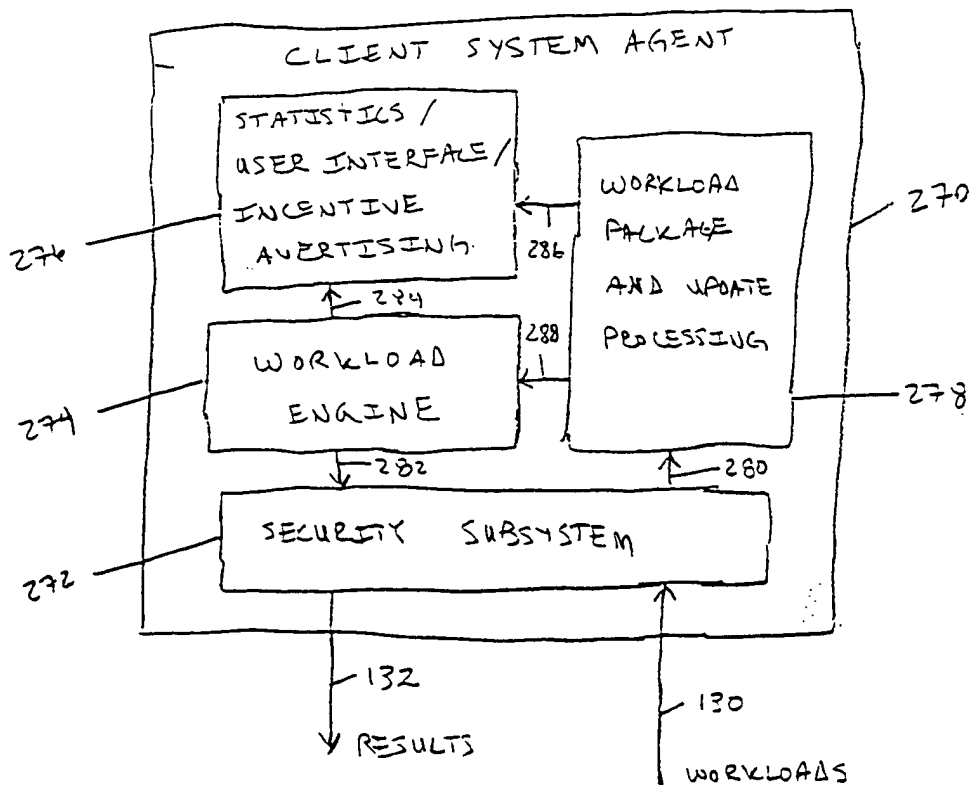 CLIENT SYSTEM AGENT
STATISTICS /
USER INTERFACE /
INCENTIVE
AVERTISING
WORKLOAD
PACKAGE
AND UPDATE
PROCESSING
270
276
286
284
288
WORKLOAD
ENGINE
274
278
282
280
SECURITY SUBSYSTEM
272
132
130
RESULTS
WORKLOADS